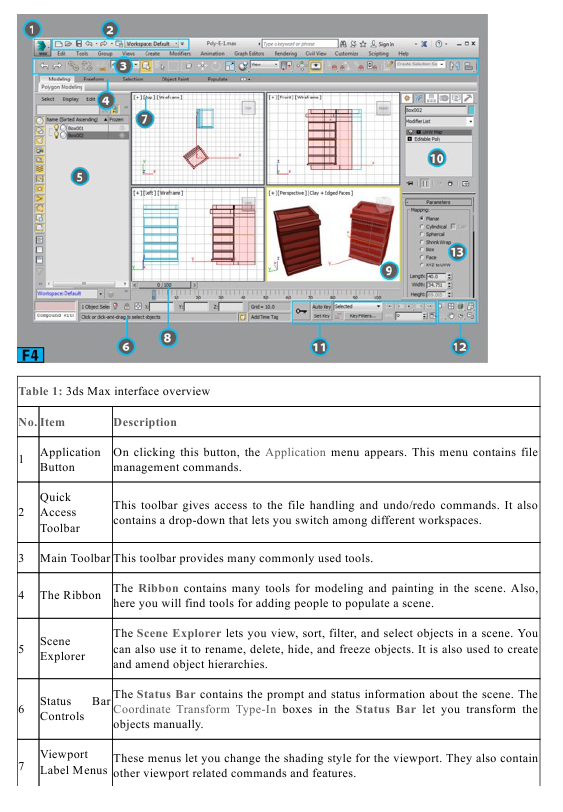 1
2
Workspace: Default
Poly-E-1.max
Type a keyword or phrase
Sign In
Edit Tools Group Views Create Modifiers Animation Graph Editors Rendering Civil View Customize Scripting Help
3
View
Create Selection Se
Modeling Freeform Selection Object Paint Populate
Polygon Modeling
4
Select Display Edit
Name (Sorted Ascending) Frozen
Box001
Box002
5
[+] [Top] [Wireframe]
7
[+] [Front] [Wireframe]
[+] [Left] [Wireframe]
[+] [Perspective] [Clay + Edged Faces]
9
Box002
Modifier List
UVW Map
Editable Poly
10
Parameters
Mapping:
Planar
Cylindrical
Spherical
Shrink Wrap
Box
Face
13
Length: 40.0
Width: 34.751
Height:
0 / 100
Workspace: Default
1 Object Selec
X: Y: Z:
Grid = 10.0
Auto Key Selected
Click or click-and-drag to select objects
Add Time Tag
Set Key Key Filters...
0
6
8
11
12
F4
Table 1: 3ds Max interface overview
No. Item Description
1 Application Button On clicking this button, the Application menu appears. This menu contains file
management commands.
2 Quick Access Toolbar This toolbar gives access to the file handling and undo/redo commands. It also
contains a drop-down that lets you switch among different workspaces.
3 Main Toolbar This toolbar provides many commonly used tools.
4 The Ribbon The Ribbon contains many tools for modeling and painting in the scene. Also,
here you will find tools for adding people to populate a scene.
5 Scene Explorer The Scene Explorer lets you view, sort, filter, and select objects in a scene. You
can also use it to rename, delete, hide, and freeze objects. It is also used to create
and amend object hierarchies.
6 Status Bar Controls The Status Bar contains the prompt and status information about the scene. The
Coordinate Transform Type-In boxes in the Status Bar let you transform the
objects manually.
7 Viewport Label Menus These menus let you change the shading style for the viewport. They also contain
other viewport related commands and features.